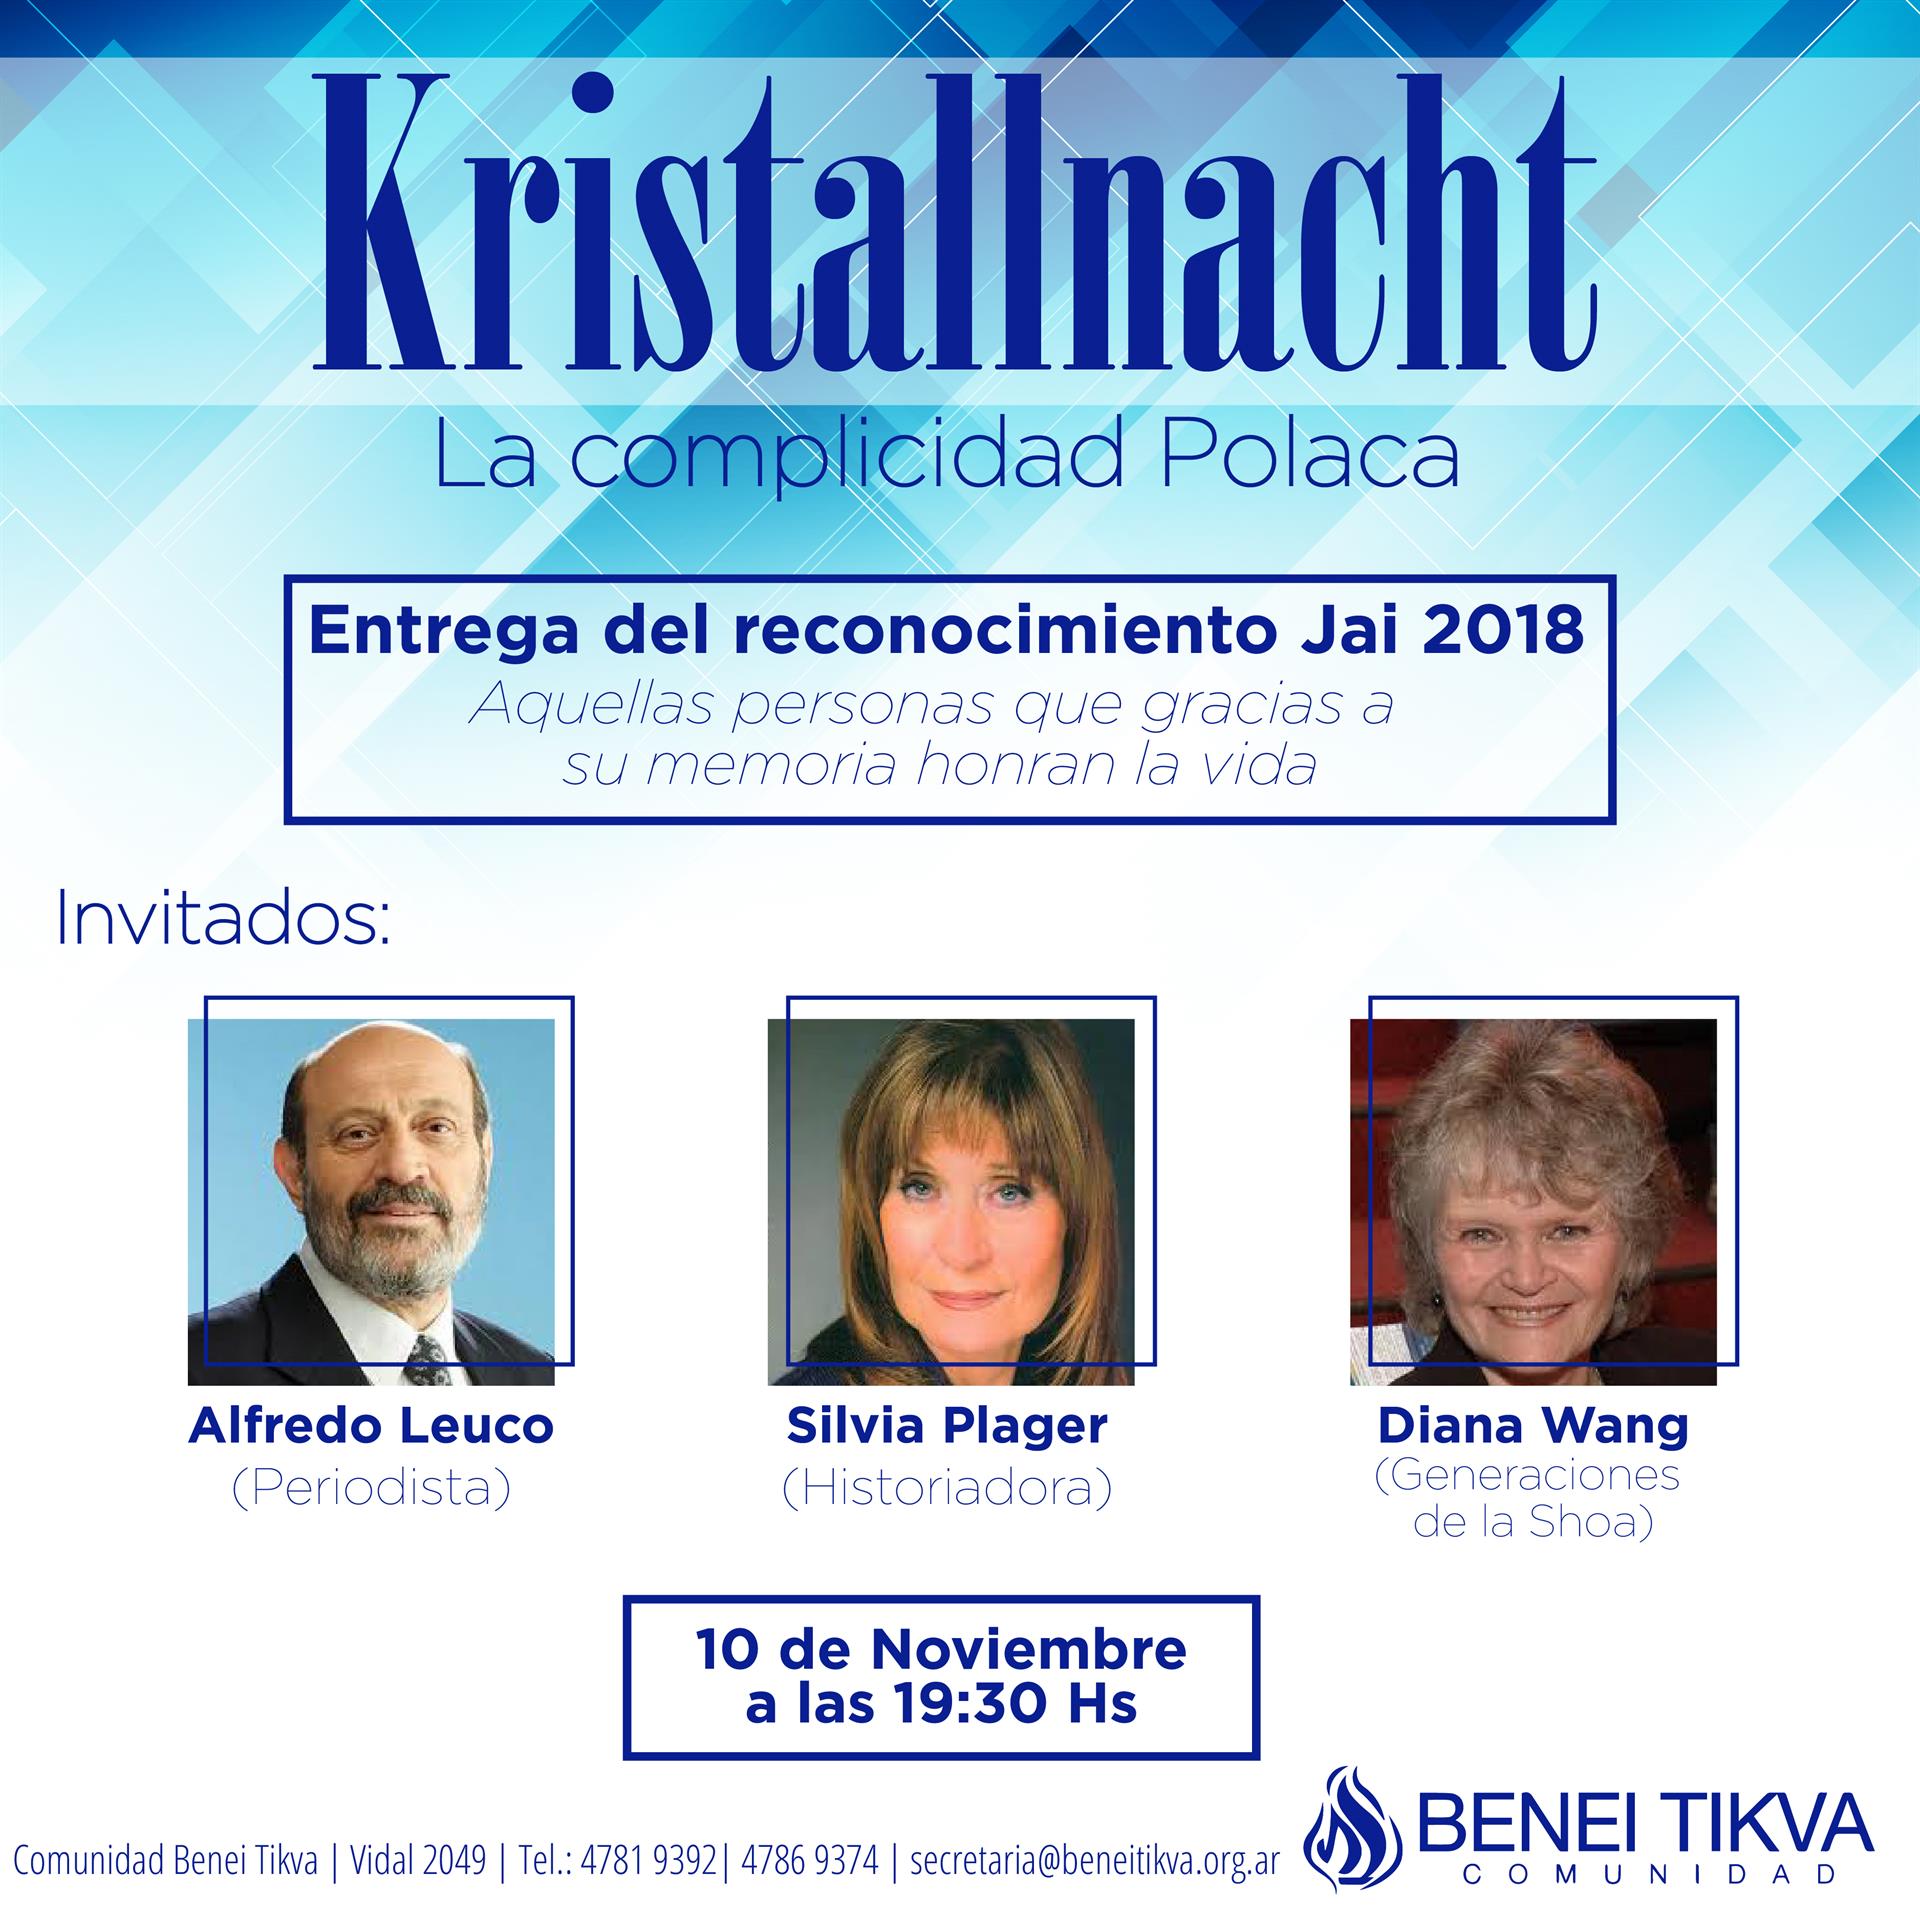 Kristallnacht
La complicidad Polaca
Entrega del reconocimiento Jai 2018
Aquellas personas que gracias a
su memoria honran la vida
Invitados:
Alfredo Leuco
(Periodista)
Silvia Plager
(Historiadora)
Diana Wang
(Generaciones
de la Shoa)
10 de Noviembre
a las 19:30 Hs
Comunidad Benei Tikva | Vidal 2049 | Tel.: 4781 9392| 4786 9374 | secretaria@beneitikva.org.ar
BENEI TIKVA
COMUNIDAD